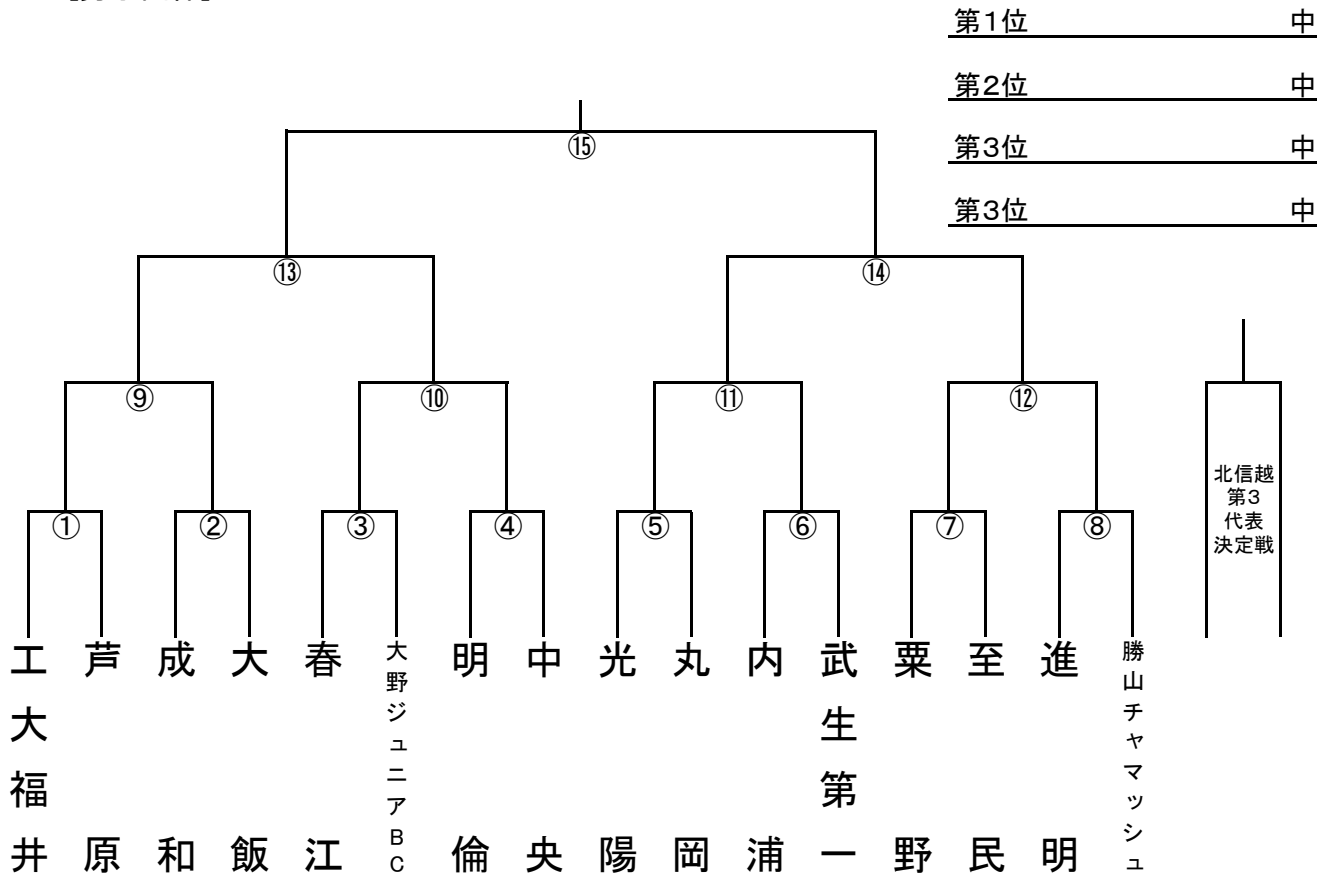 第1位 中
第2位 中
第3位 中
第3位 中
⑮
⑬
⑭
⑨
⑩
⑪
⑫
①
②
③
④
⑤
⑥
⑦
⑧
北信越
第3
代表
決定戦
工大福井
芦原
成和
大飯
春江
大野ジュニアBC
明倫
中央
光陽
丸岡
内浦
武生第一
粟野
至民
進明
勝山チャマッシュ